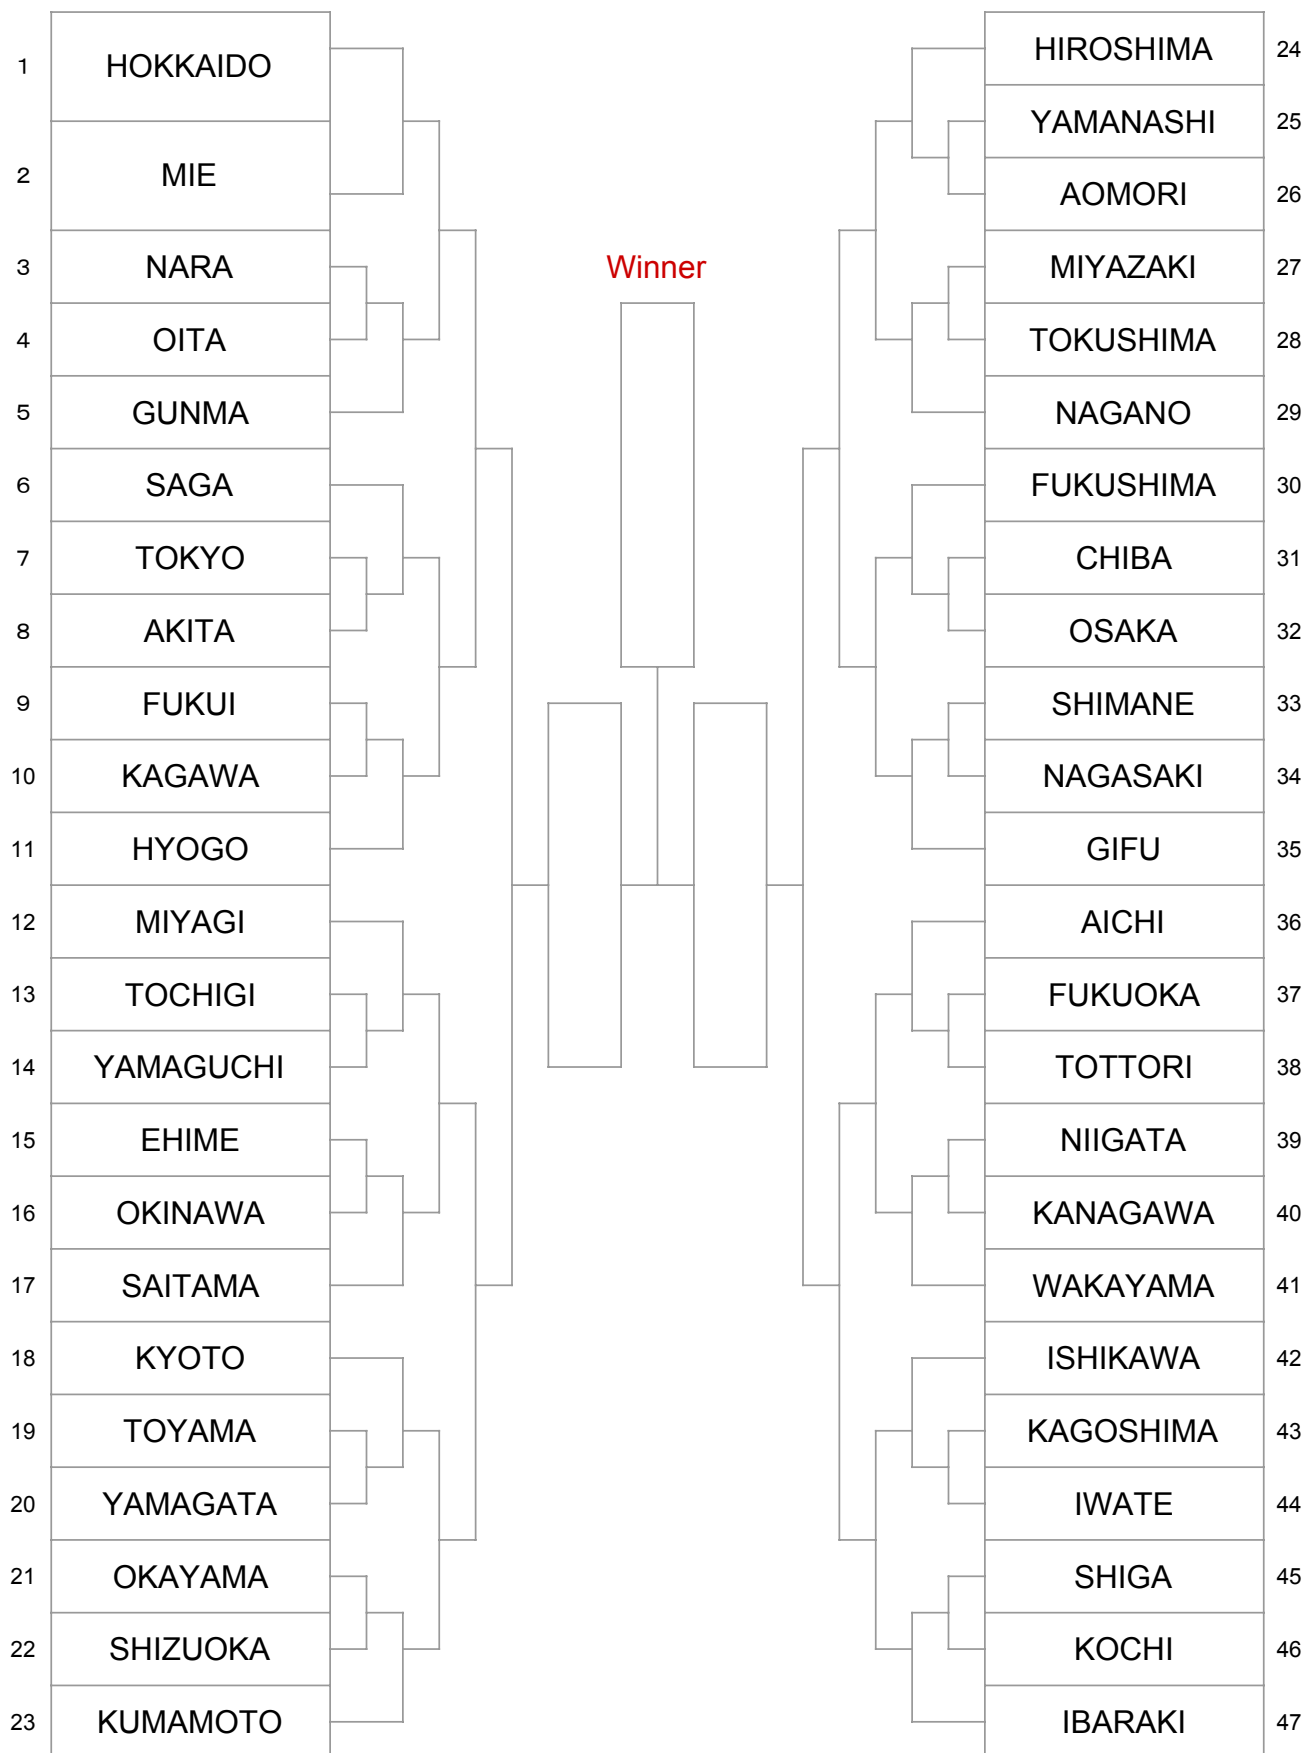 1 HOKKAIDO
2 MIE
3 NARA
4 OITA
5 GUNMA
6 SAGA
7 TOKYO
8 AKITA
9 FUKUI
10 KAGAWA
11 HYOGO
12 MIYAGI
13 TOCHIGI
14 YAMAGUCHI
15 EHIME
16 OKINAWA
17 SAITAMA
18 KYOTO
19 TOYAMA
20 YAMAGATA
21 OKAYAMA
22 SHIZUOKA
23 KUMAMOTO
Winner
HIROSHIMA 24
YAMANASHI 25
AOMORI 26
MIYAZAKI 27
TOKUSHIMA 28
NAGANO 29
FUKUSHIMA 30
CHIBA 31
OSAKA 32
SHIMANE 33
NAGASAKI 34
GIFU 35
AICHI 36
FUKUOKA 37
TOTTORI 38
NIIGATA 39
KANAGAWA 40
WAKAYAMA 41
ISHIKAWA 42
KAGOSHIMA 43
IWATE 44
SHIGA 45
KOCHI 46
IBARAKI 47